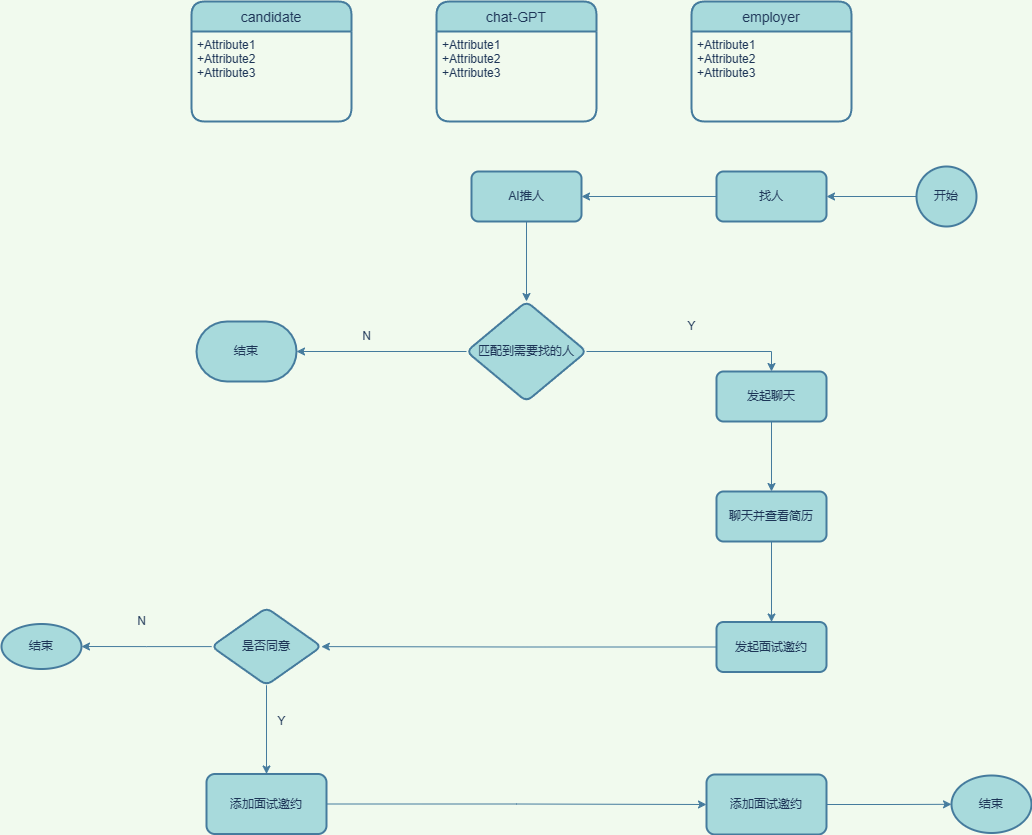 candidate
+Attribute1
+Attribute2
+Attribute3
chat-GPT
+Attribute1
+Attribute2
+Attribute3
employer
+Attribute1
+Attribute2
+Attribute3
AI推人
找人
开始
N
Y
结束
匹配到需要找的人
发起聊天
聊天并查看简历
N
结束
是否同意
发起面试邀约
Y
添加面试邀约
添加面试邀约
结束